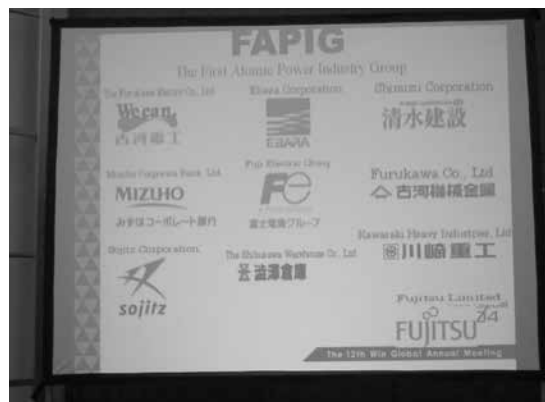 FAPIG
The First Atomic Power Industry Group
The Furukawa Electric Co., Ltd
古河電工
Ebara Corporation
EBARA
Shimizu Corporation
清水建設
Mizuho Corporate Bank, Ltd.
MIZUHO
みずほコーポレート銀行
Fuji Electric Group
Fe
富士電機グループ
Furukawa Co., Ltd
古河機械金属
Sojitz Corporation
sojitz
The Shibusawa Warehouse Co., Ltd
澁澤倉庫
Kawasaki Heavy Industries, Ltd
川崎重工
Fujitsu Limited
FUJITSU
The 12th Win Global Annual Meeting